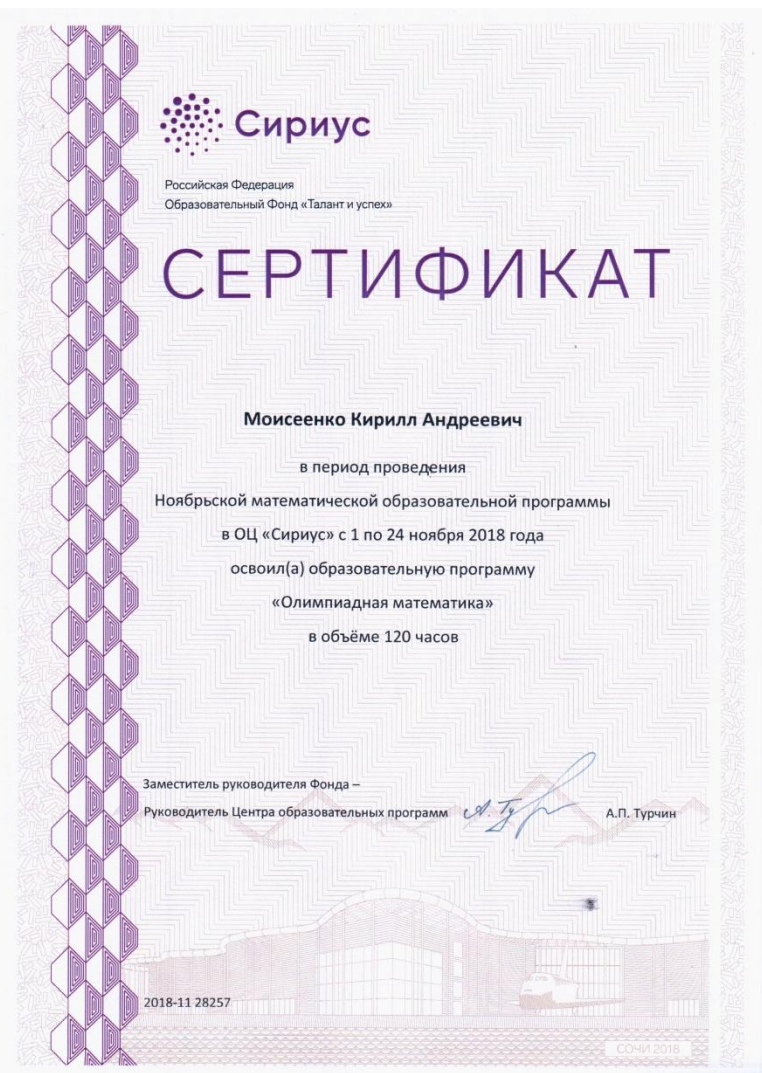 Сириус
Российская Федерация
Образовательный Фонд «Талант и успех»
СЕРТИФИКАТ
Моисеенко Кирилл Андреевич
в период проведения
Ноябрьской математической образовательной программы
в ОЦ «Сириус» с 1 по 24 ноября 2018 года
освоил(а) образовательную программу
«Олимпиадная математика»
в объёме 120 часов
Заместитель руководителя Фонда –
Руководитель Центра образовательных программ
А.П. Турчин
2018-11 28257
СОЧИ 2018